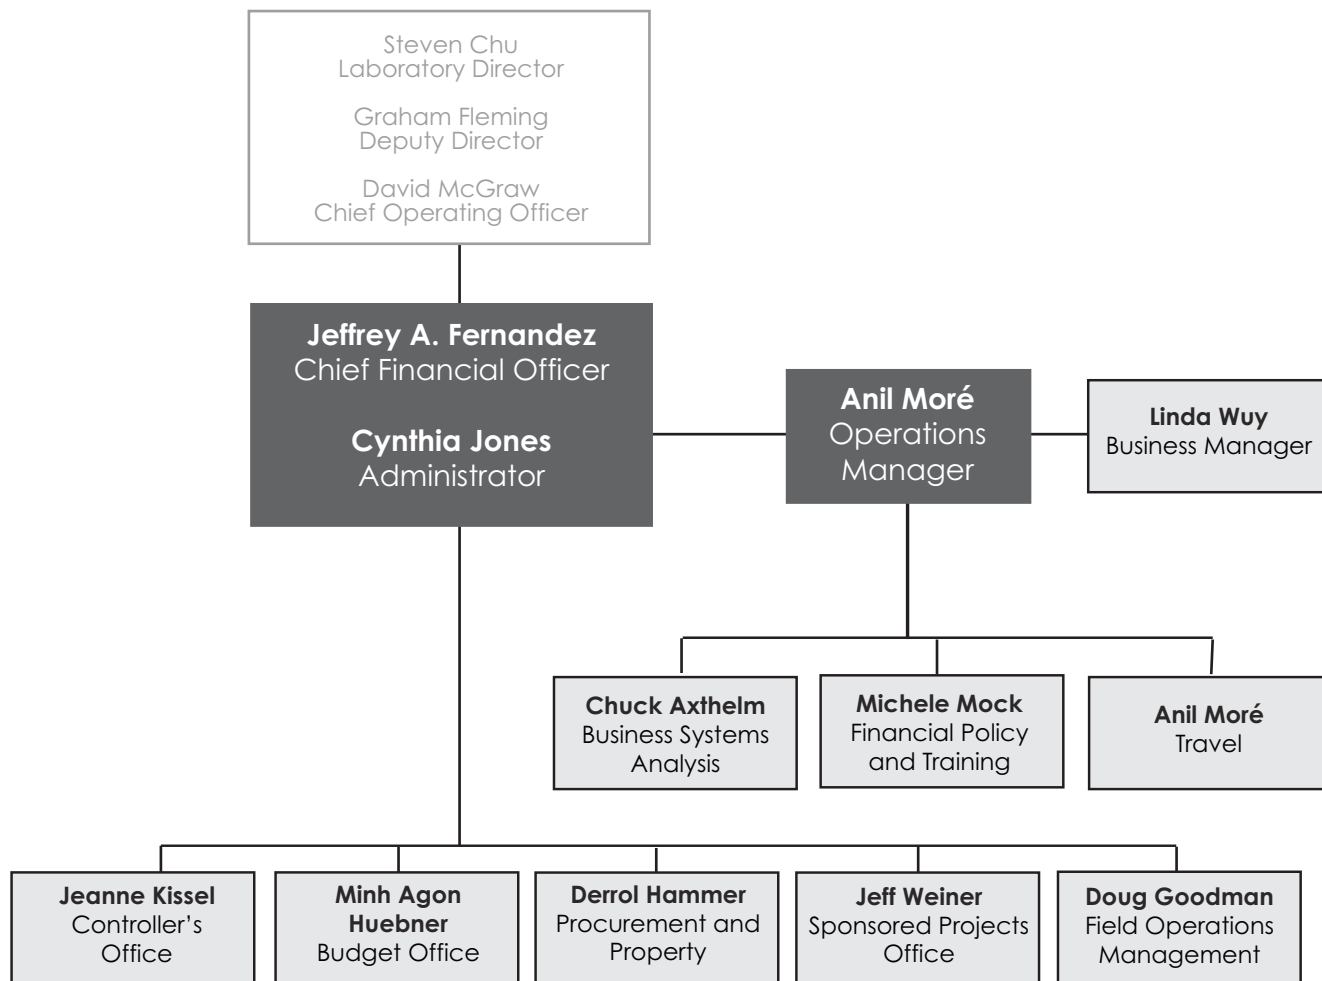 Steven Chu
Laboratory Director
Graham Fleming
Deputy Director
David McGraw
Chief Operating Officer
Jeffrey A. Fernandez
Chief Financial Officer
Cynthia Jones
Administrator
Anil Moré
Operations
Manager
Linda Wuy
Business Manager
Chuck Axthelm
Business Systems
Analysis
Michele Mock
Financial Policy
and Training
Anil Moré
Travel
Jeanne Kissel
Controller's
Office
Minh Agon
Huebner
Budget Office
Derrol Hammer
Procurement and
Property
Jeff Weiner
Sponsored Projects
Office
Doug Goodman
Field Operations
Management